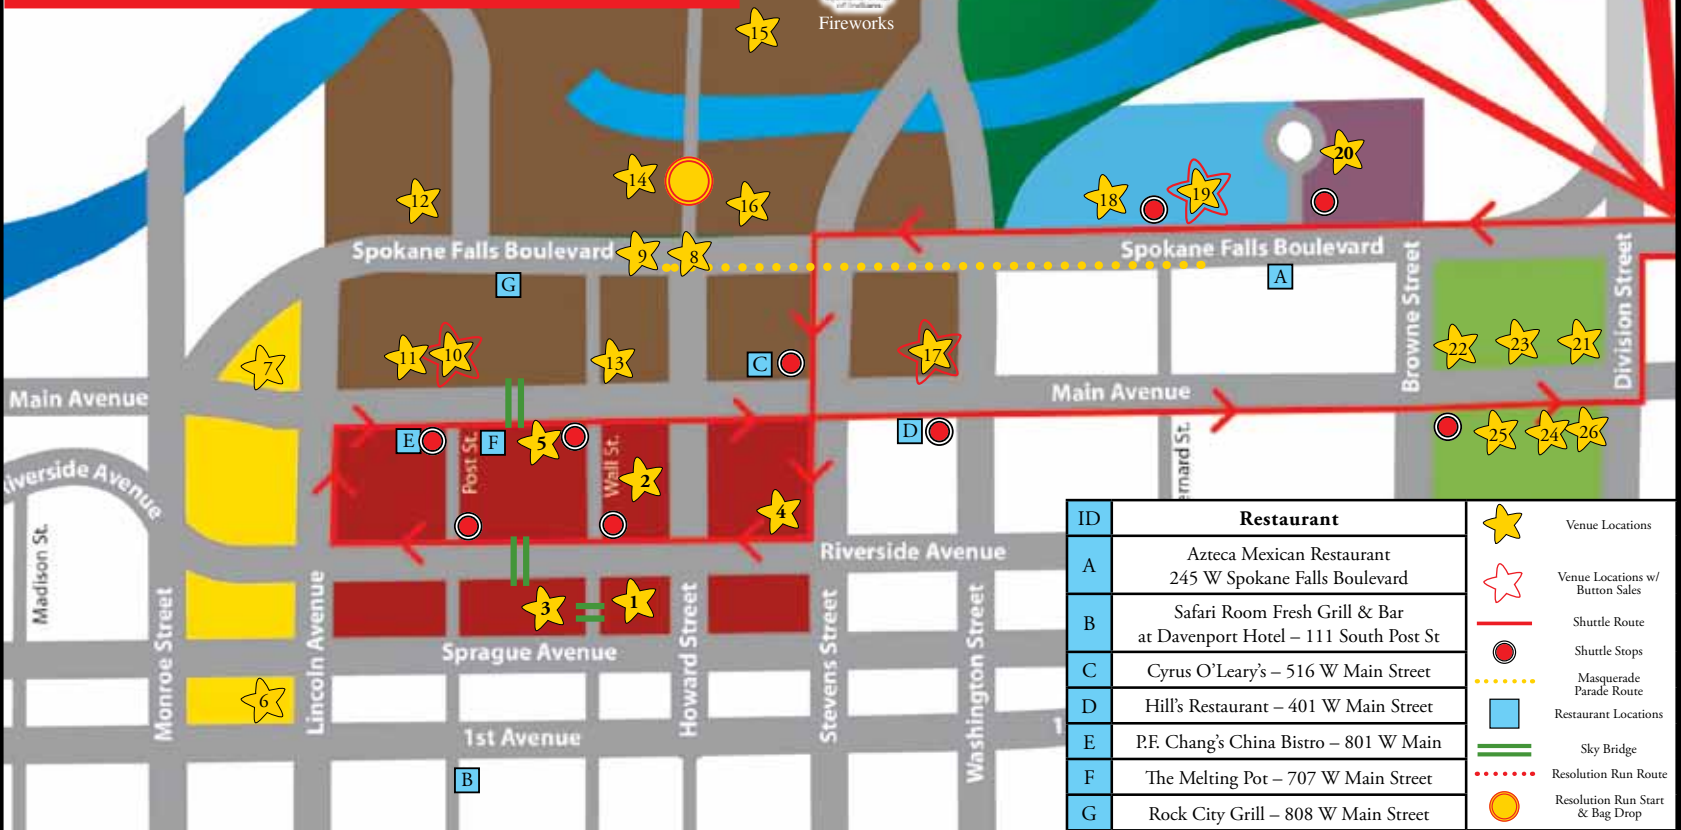 of Indians
Fireworks
15
14
16
12
18
19
20
Spokane Falls Boulevard
9
8
Spokane Falls Boulevard
G
A
Browne Street
Division Street
7
11
10
13
C
17
22
23
21
Main Avenue
Main Avenue
E
F
5
D
25
24
26
Post St.
Wall St.
2
4
Riverside Avenue
Madison St.
Riverside Avenue
Monroe Street
Lincoln Avenue
3
1
Howard Street
Stevens Street
Washington Street
Sprague Avenue
6
1st Avenue
1
B
ernard St.
ID Restaurant
A Azteca Mexican Restaurant
245 W Spokane Falls Boulevard
B Safari Room Fresh Grill & Bar
at Davenport Hotel – 111 South Post St
C Cyrus O'Leary's – 516 W Main Street
D Hill's Restaurant – 401 W Main Street
E P.F. Chang's China Bistro – 801 W Main
F The Melting Pot – 707 W Main Street
G Rock City Grill – 808 W Main Street
Venue Locations
Venue Locations w/
Button Sales
Shuttle Route
Shuttle Stops
Masquerade
Parade Route
Restaurant Locations
Sky Bridge
Resolution Run Route
Resolution Run Start
& Bag Drop